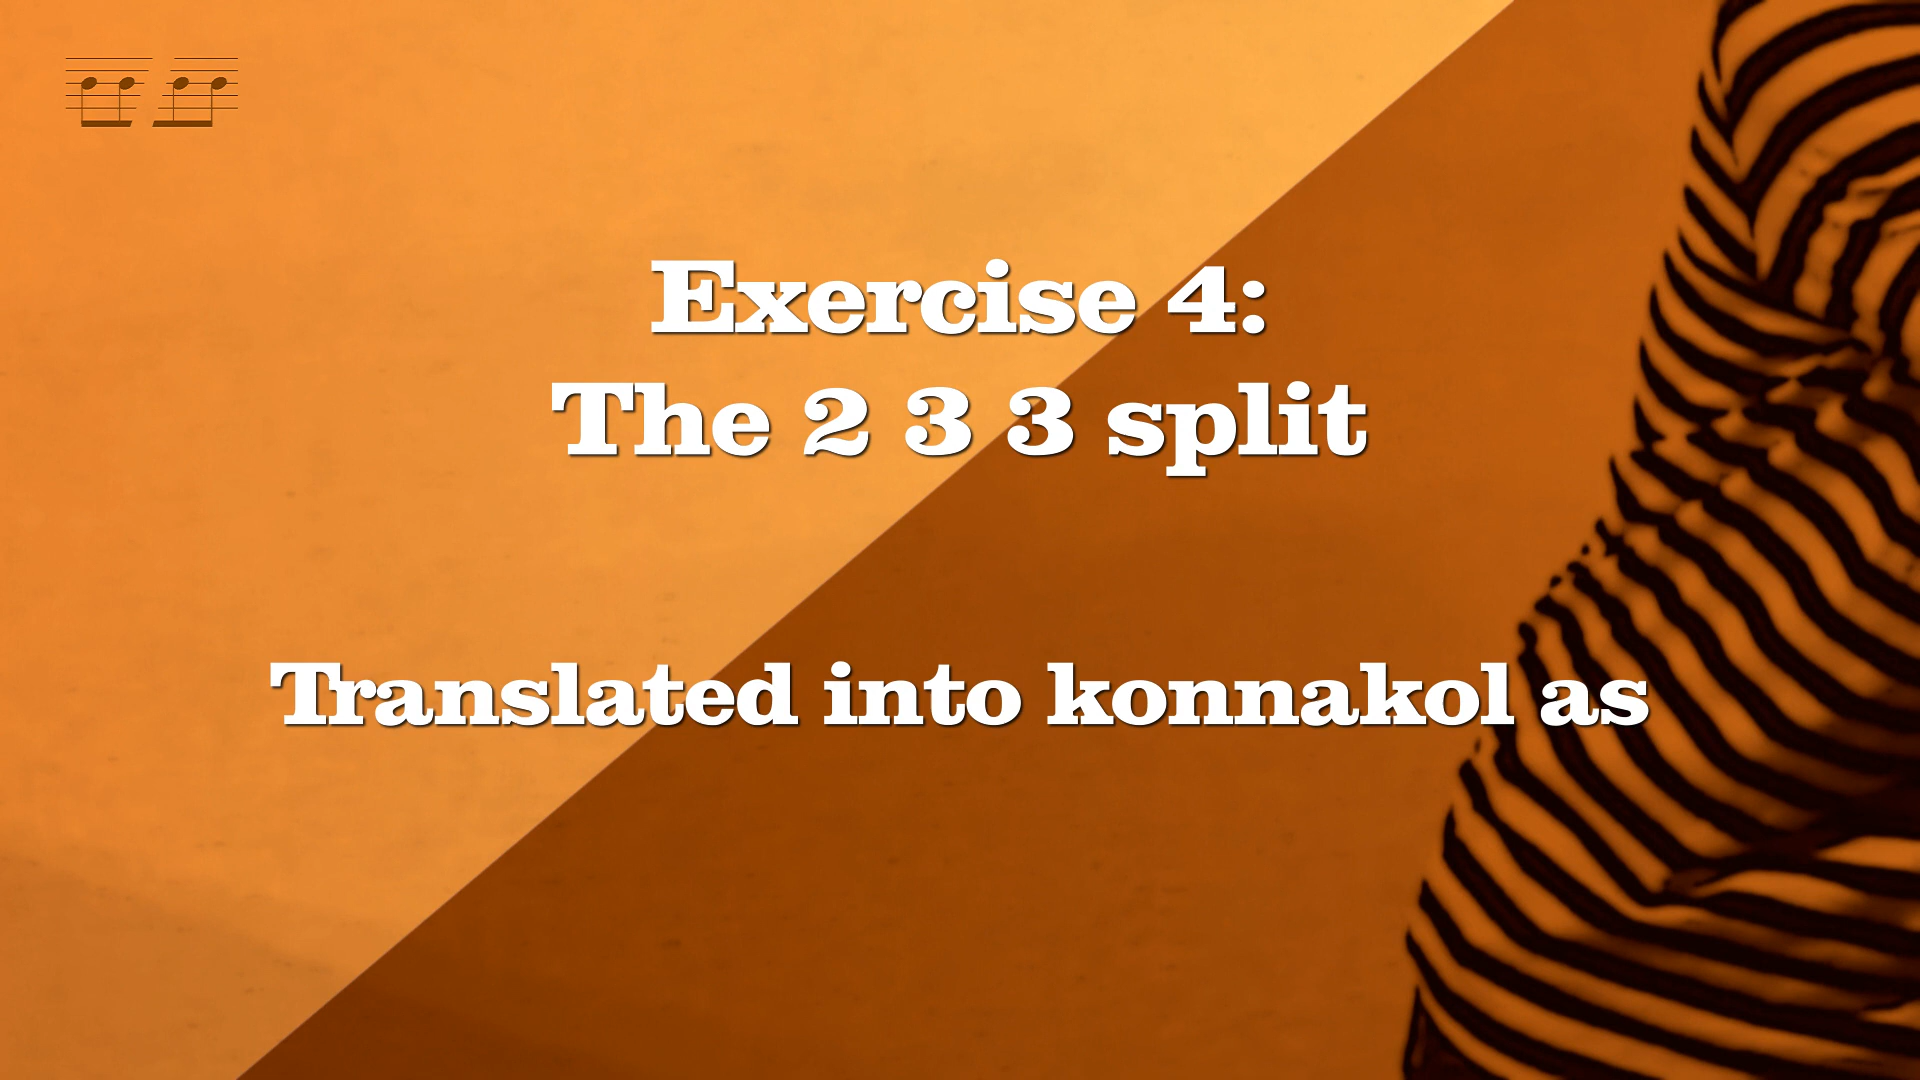 Exercise 4:
The 2 3 3 split
Translated into konnakol as